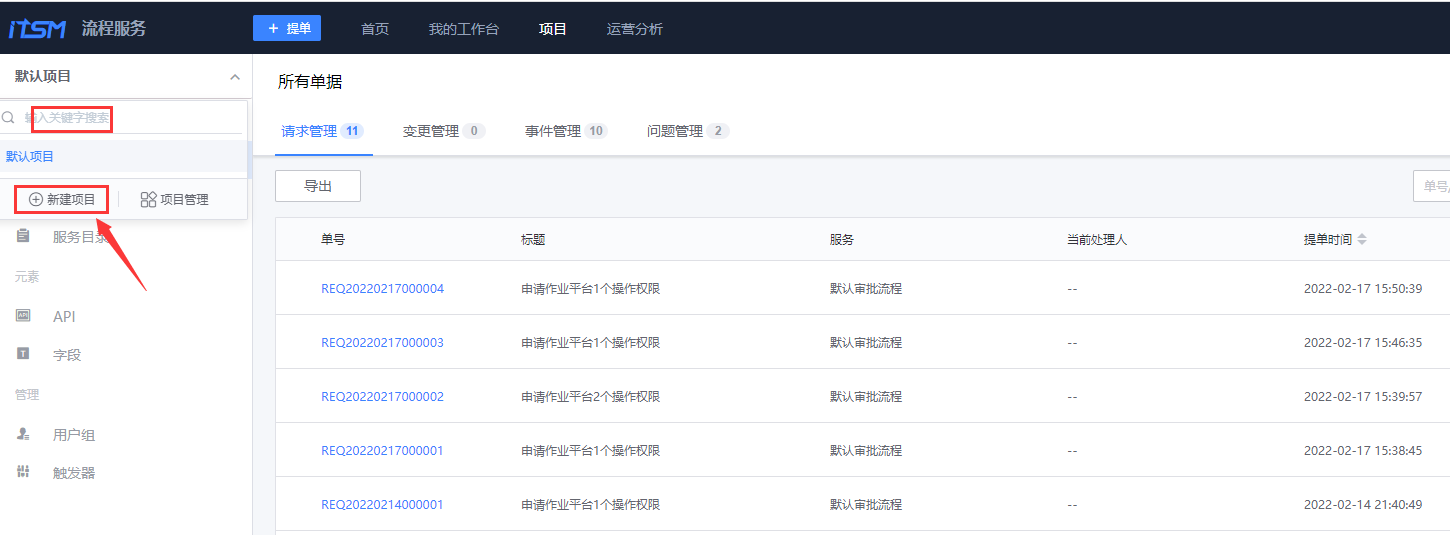 iTSM 流程服务 + 提单 首页 我的工作台 项目 运营分析
默认项目
输入关键字搜索
默认项目
新建项目 项目管理
服务目录
元素
API
字段
管理
用户组
触发器
所有单据
请求管理 11 变更管理 0 事件管理 10 问题管理 2
导出 单号/
单号 标题 服务 当前处理人 提单时间
REQ20220217000004 申请作业平台1个操作权限 默认审批流程 -- 2022-02-17 15:50:39
REQ20220217000003 申请作业平台1个操作权限 默认审批流程 -- 2022-02-17 15:46:35
REQ20220217000002 申请作业平台2个操作权限 默认审批流程 -- 2022-02-17 15:39:57
REQ20220217000001 申请作业平台1个操作权限 默认审批流程 -- 2022-02-17 15:38:45
REQ20220214000001 申请作业平台1个操作权限 默认审批流程 -- 2022-02-14 21:40:49